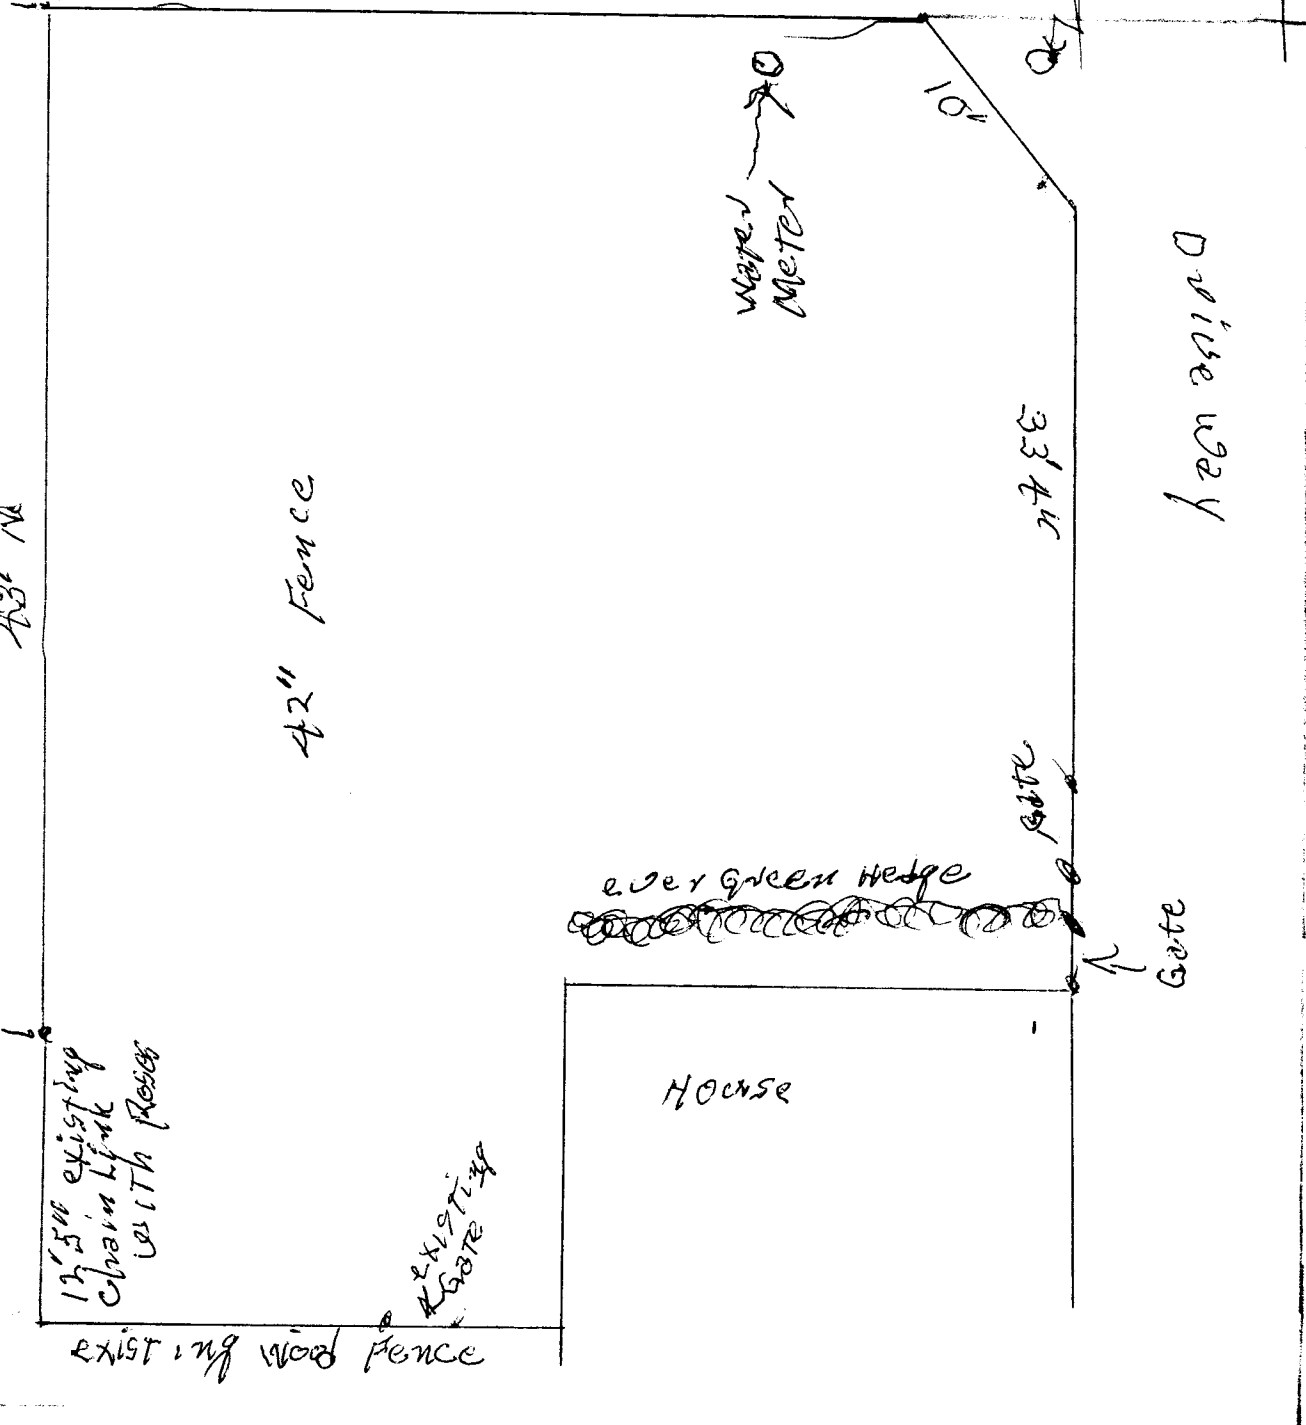 OK
10"
Water
Meter
Drive way
33' 4"
42" Fence
Gate
ever green Hedge
Gate
House
12' 5" existing
chain Link
with Roses
existing
Gate
existing wood Fence